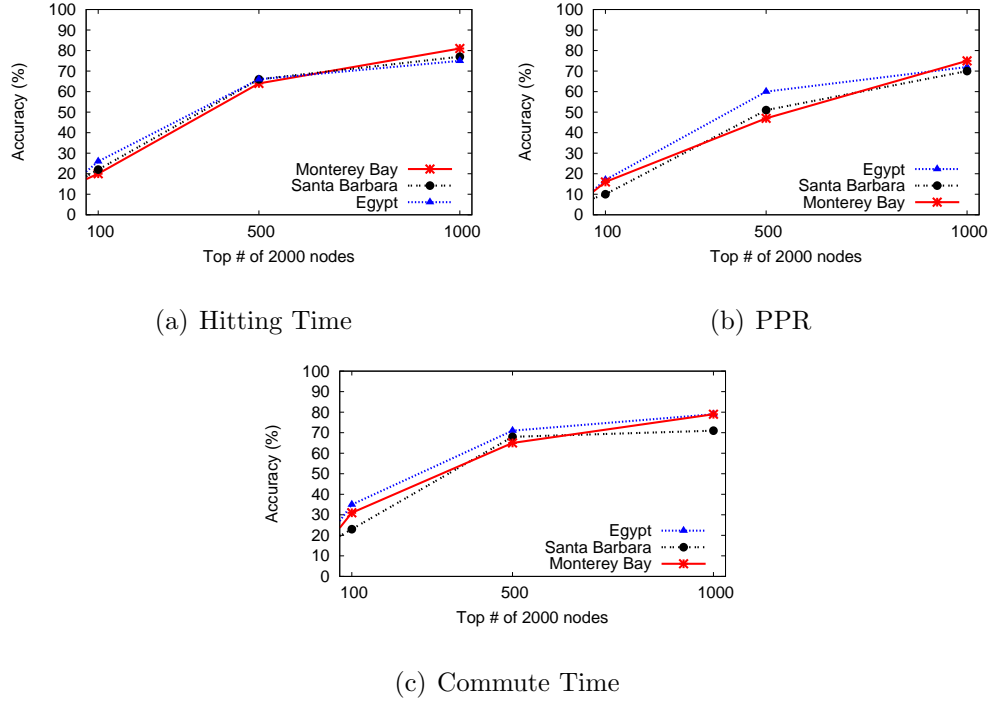 100
90
80
70
60
50
40
30
20
10
0
Accuracy (%)
Monterey Bay
Santa Barbara
Egypt
100 500 1000
Top # of 2000 nodes
(a) Hitting Time
100
90
80
70
60
50
40
30
20
10
0
Accuracy (%)
Egypt
Santa Barbara
Monterey Bay
100 500 1000
Top # of 2000 nodes
(b) PPR
100
90
80
70
60
50
40
30
20
10
0
Accuracy (%)
Egypt
Santa Barbara
Monterey Bay
100 500 1000
Top # of 2000 nodes
(c) Commute Time